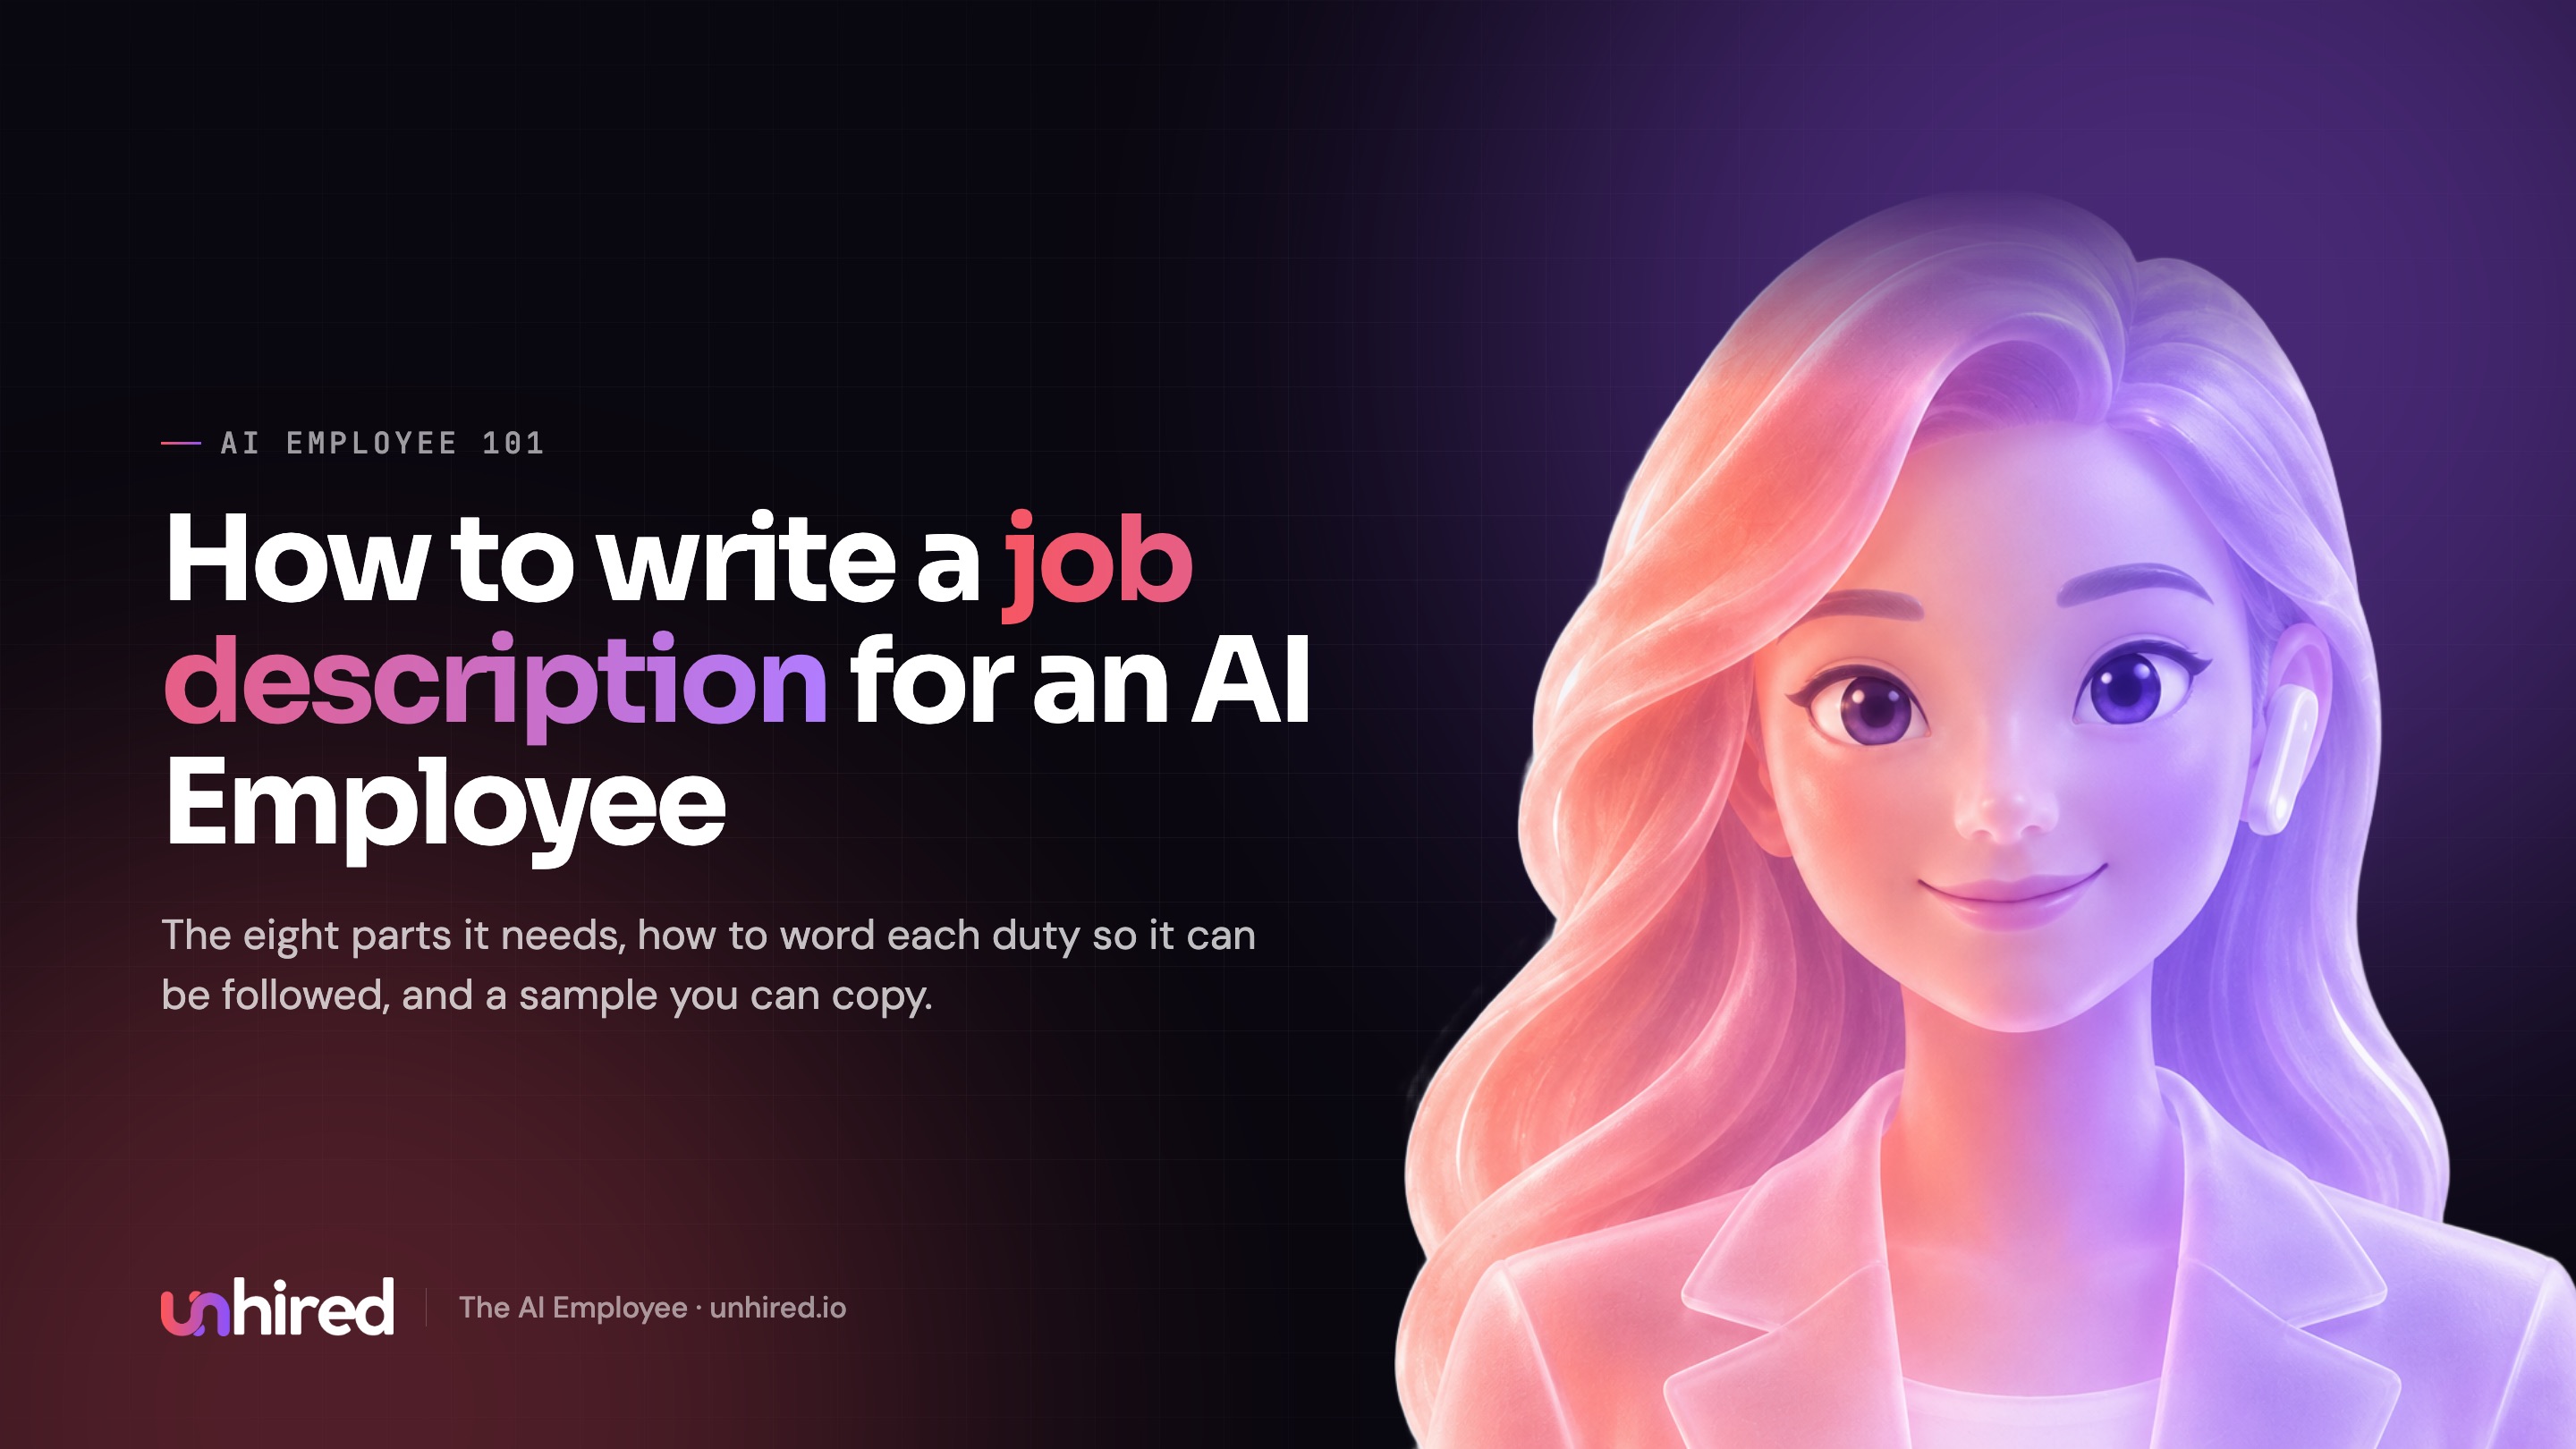 AI EMPLOYEE 101
How to write a job
description for an AI
Employee
The eight parts it needs, how to word each duty so it can
be followed, and a sample you can copy.
unhired
The AI Employee · unhired.io